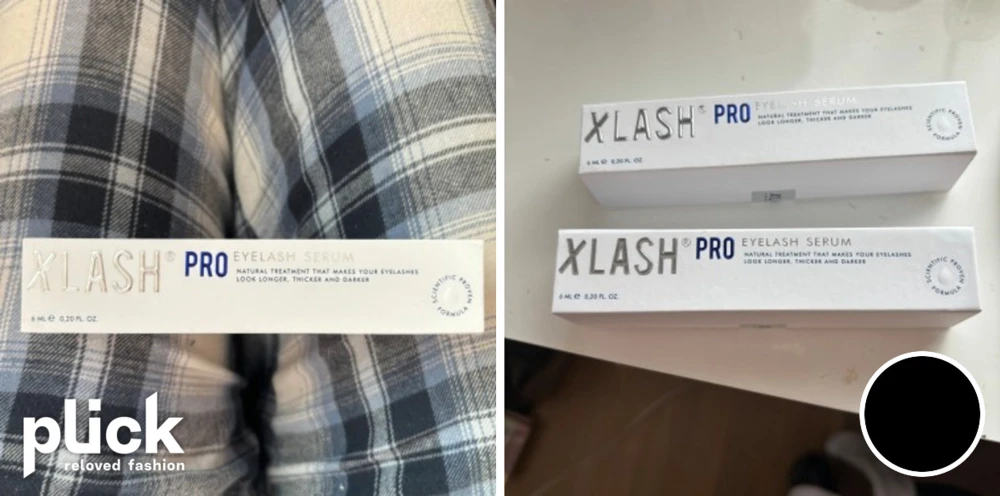 XLASH® PRO EYELASH SERUM
NATURAL TREATMENT THAT MAKES YOUR EYELASHES
LOOK LONGER, THICKER AND DARKER
6 ML ℮ 0,20 FL. OZ.
SCIENTIFIC PROVEN FORMULA
plick
reloved fashion
XLASH® PRO EYELASH SERUM
NATURAL TREATMENT THAT MAKES YOUR EYELASHES
LOOK LONGER, THICKER AND DARKER
6 ML ℮ 0,20 FL. OZ.
SCIENTIFIC PROVEN FORMULA
XLASH® PRO EYELASH SERUM
NATURAL TREATMENT THAT MAKES YOUR EYELASHES
LOOK LONGER, THICKER AND DARKER
6 ML ℮ 0,20 FL. OZ.
SCIENTIFIC PROVEN FORMULA